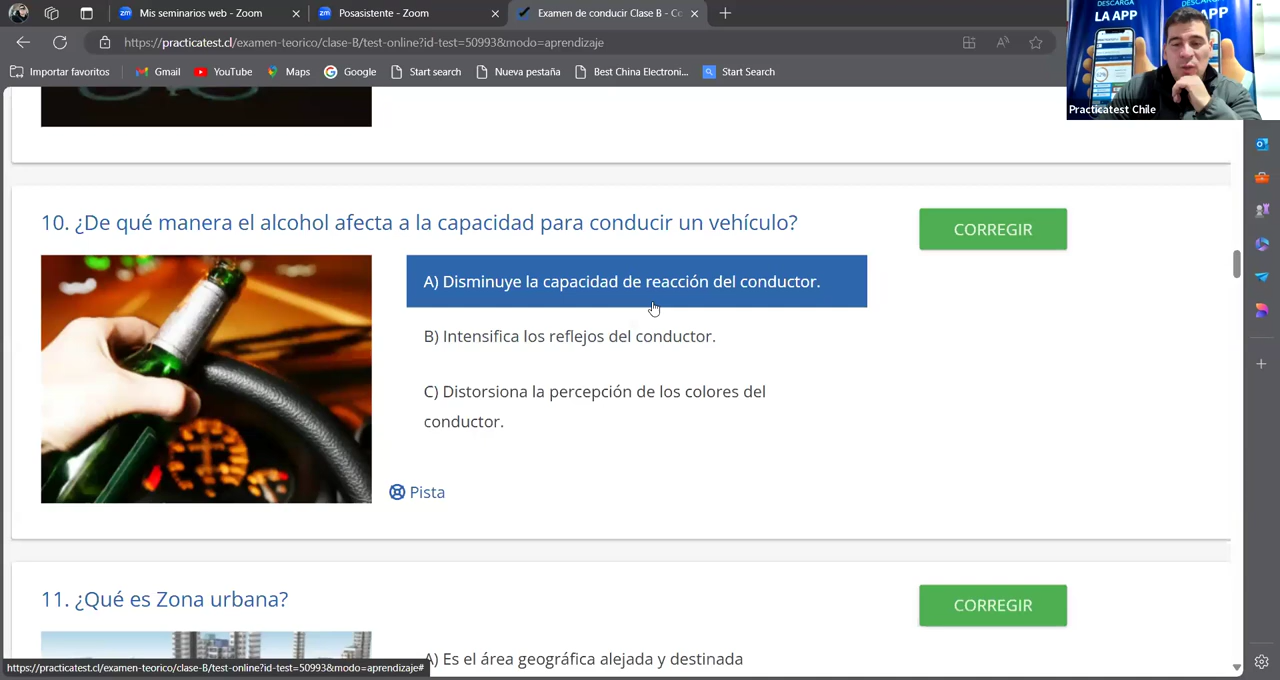 Mis seminarios web - Zoom
Posasistente - Zoom
Examen de conducir Clase B - Co
https://practicatest.cl/examen-teorico/clase-B/test-online?id-test=50993&modo=aprendizaje
Importar favoritos
Gmail
YouTube
Maps
Google
Start search
Nueva pestaña
Best China Electroni...
Start Search
DESCARGA
LA APP
APP
Practicatest Chile
10. ¿De qué manera el alcohol afecta a la capacidad para conducir un vehículo?
CORREGIR
A) Disminuye la capacidad de reacción del conductor.
B) Intensifica los reflejos del conductor.
C) Distorsiona la percepción de los colores del
conductor.
Pista
11. ¿Qué es Zona urbana?
CORREGIR
A) Es el área geográfica alejada y destinada
https://practicatest.cl/examen-teorico/clase-B/test-online?id-test=50993&modo=aprendizaje#